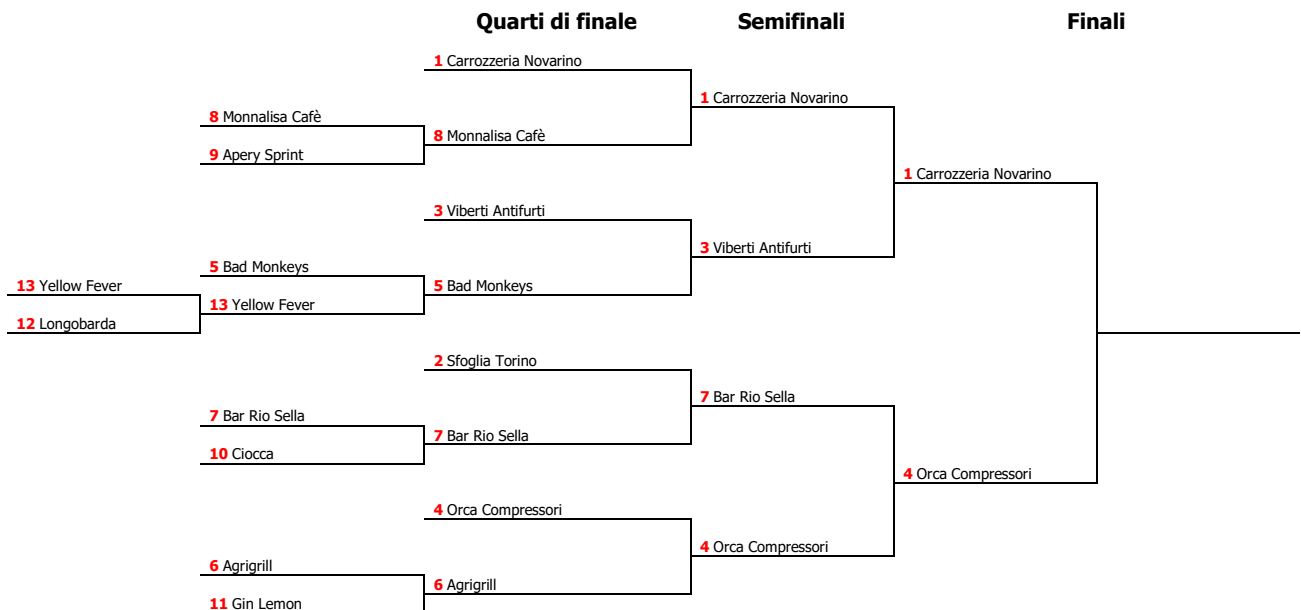 Quarti di finale Semifinali Finali
1 Carrozzeria Novarino
1 Carrozzeria Novarino
8 Monnalisa Cafè
8 Monnalisa Cafè
9 Apery Sprint
1 Carrozzeria Novarino
3 Viberti Antifurti
3 Viberti Antifurti
5 Bad Monkeys
13 Yellow Fever
5 Bad Monkeys
13 Yellow Fever
12 Longobarda
2 Sfoglia Torino
7 Bar Rio Sella
7 Bar Rio Sella
7 Bar Rio Sella
10 Ciocca
4 Orca Compressori
4 Orca Compressori
4 Orca Compressori
6 Agrigrill
6 Agrigrill
11 Gin Lemon